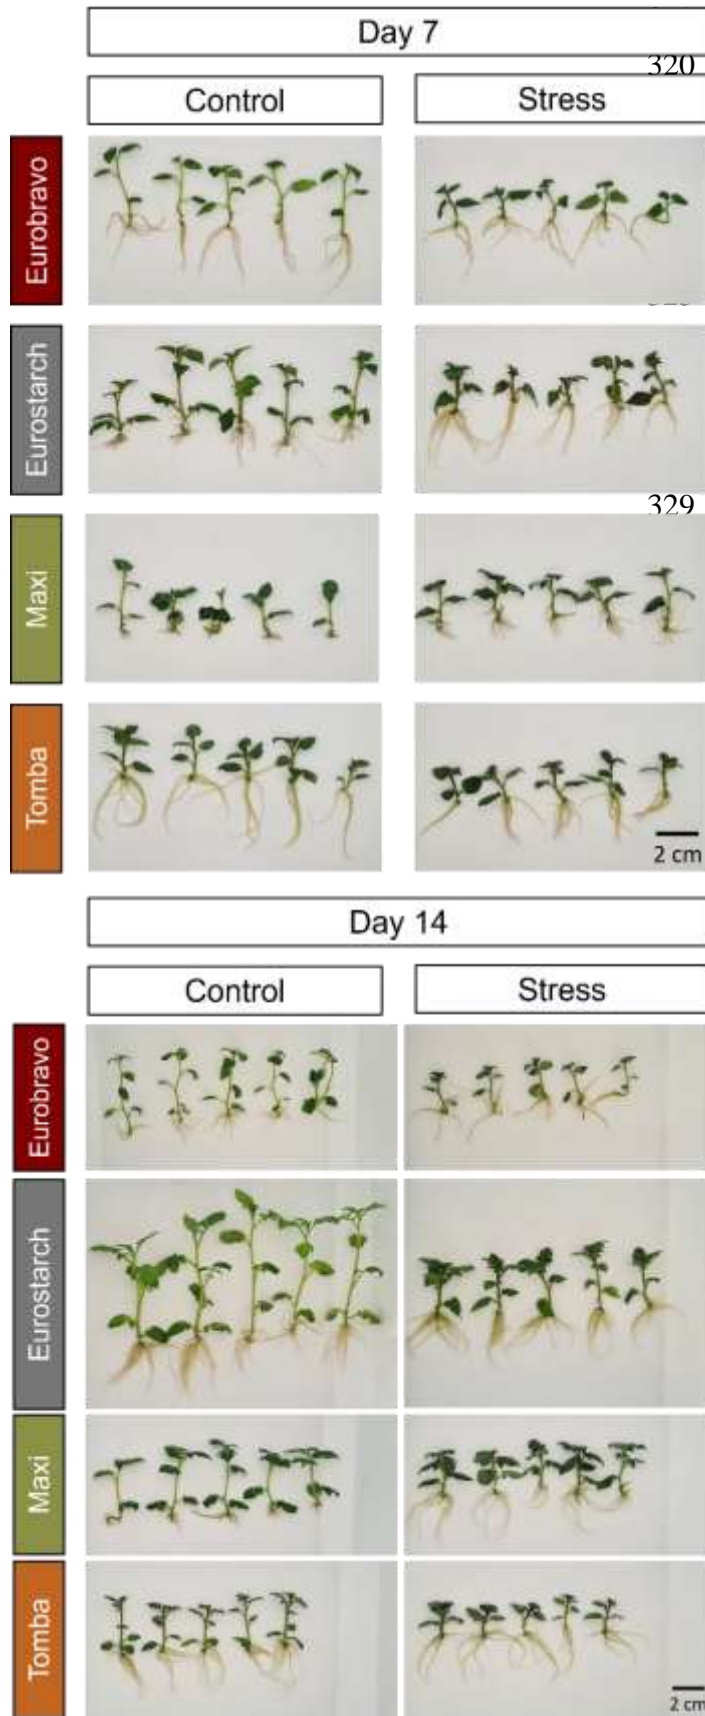 Day 7
320
Control
Stress
Eurobravo
Eurostarch
329
Maxi
Tomba
2 cm
Day 14
Control
Stress
Eurobravo
Eurostarch
Maxi
Tomba
2 cm